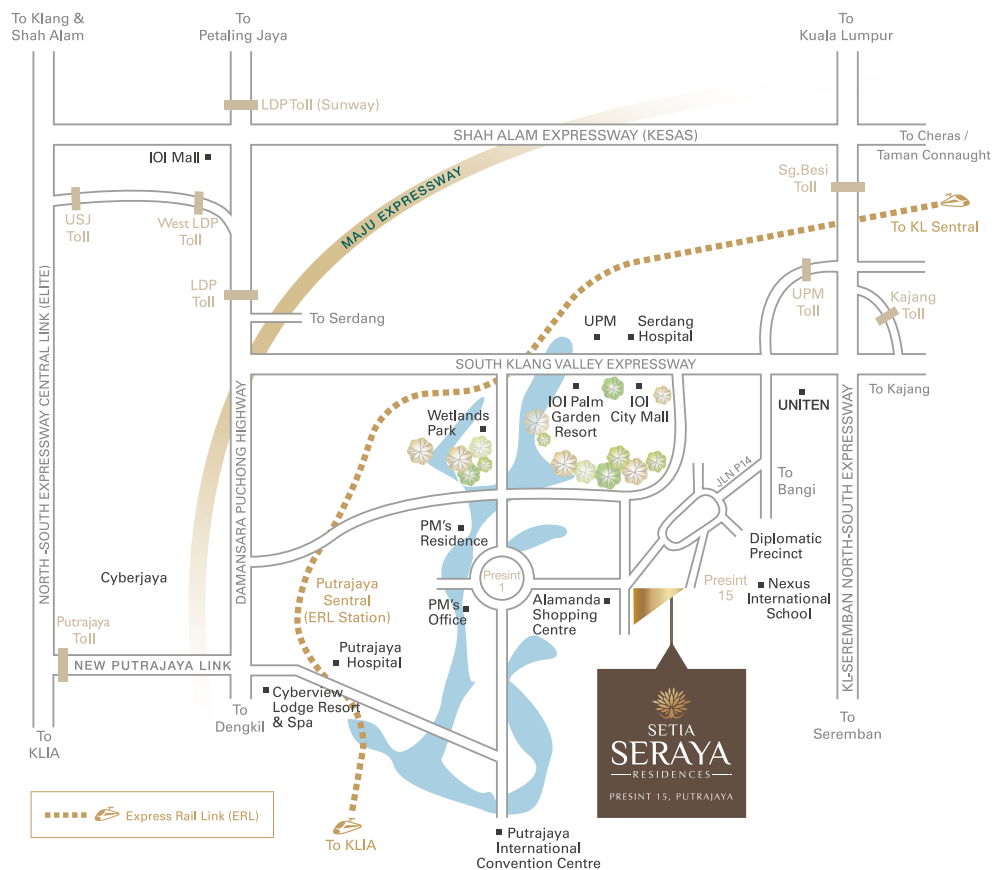 To Klang &
Shah Alam
To
Petaling Jaya
To
Kuala Lumpur
LDP Toll (Sunway)
SHAH ALAM EXPRESSWAY (KESAS)
To Cheras /
Taman Connaught
IOI Mall
MAJU EXPRESSWAY
Sg.Besi
Toll
USJ
Toll
West LDP
Toll
To KL Sentral
NORTH -SOUTH EXPRESSWAY CENTRAL LINK (ELITE)
LDP
Toll
To Serdang
UPM
Toll
Kajang
Toll
UPM
Serdang
Hospital
SOUTH KLANG VALLEY EXPRESSWAY
To Kajang
DAMANSARA PUCHONG HIGHWAY
Wetlands
Park
IOI Palm
Garden
Resort
IOI
City Mall
UNITEN
KL-SEREMBAN NORTH-SOUTH EXPRESSWAY
JLN P14
To
Bangi
PM's
Residence
Diplomatic
Precinct
Cyberjaya
Putrajaya
Sentral
(ERL Station)
Presint
1
Presint
15
Nexus
International
School
PM's
Office
Alamanda
Shopping
Centre
Putrajaya
Toll
NEW PUTRAJAYA LINK
Putrajaya
Hospital
Cyberview
Lodge Resort
& Spa
To
Dengkil
To
KLIA
To
Seremban
SETIA
SERAYA
RESIDENCES
PRESINT 15, PUTRAJAYA
Express Rail Link (ERL)
To KLIA
Putrajaya
International
Convention Centre